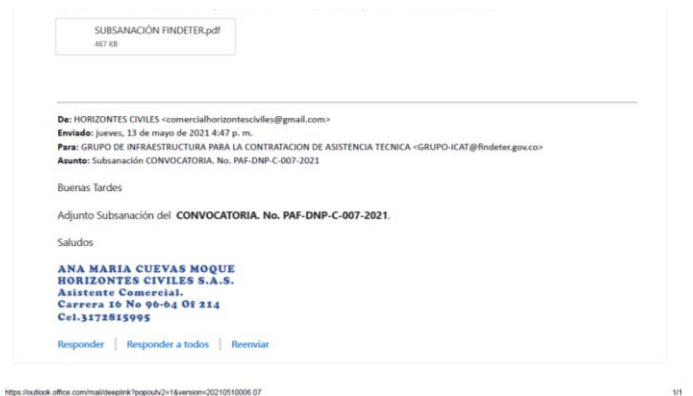 SUBSANACIÓN FINDETER.pdf
467 KB
De: HORIZONTES CIVILES <comercialhorizontesciviles@gmail.com>
Enviado: jueves, 13 de mayo de 2021 4:47 p. m.
Para: GRUPO DE INFRAESTRUCTURA PARA LA CONTRATACION DE ASISTENCIA TECNICA <GRUPO-ICAT@findeter.gov.co>
Asunto: Subsanación CONVOCATORIA. No. PAF-DNP-C-007-2021
Buenas Tardes
Adjunto Subsanación del CONVOCATORIA. No. PAF-DNP-C-007-2021.
Saludos
ANA MARIA CUEVAS MOQUE
HORIZONTES CIVILES S.A.S.
Asistente Comercial.
Carrera 16 No 96-64 Of 214
Cel.3172815995
Responder | Responder a todos | Reenviar
https://outlook.office.com/mail/deeplink?popoutv2=1&version=20210510006.07 1/1